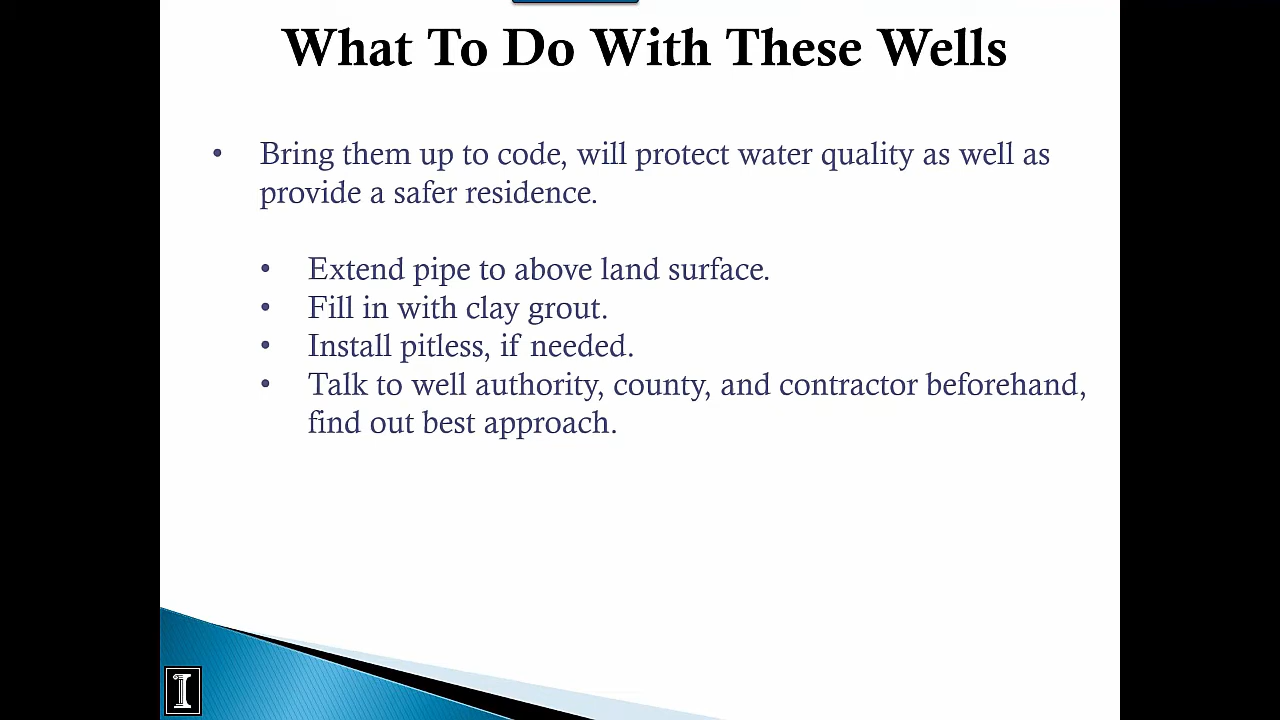 What To Do With These Wells
• Bring them up to code, will protect water quality as well as
provide a safer residence.
• Extend pipe to above land surface.
• Fill in with clay grout.
• Install pitless, if needed.
• Talk to well authority, county, and contractor beforehand,
find out best approach.
I